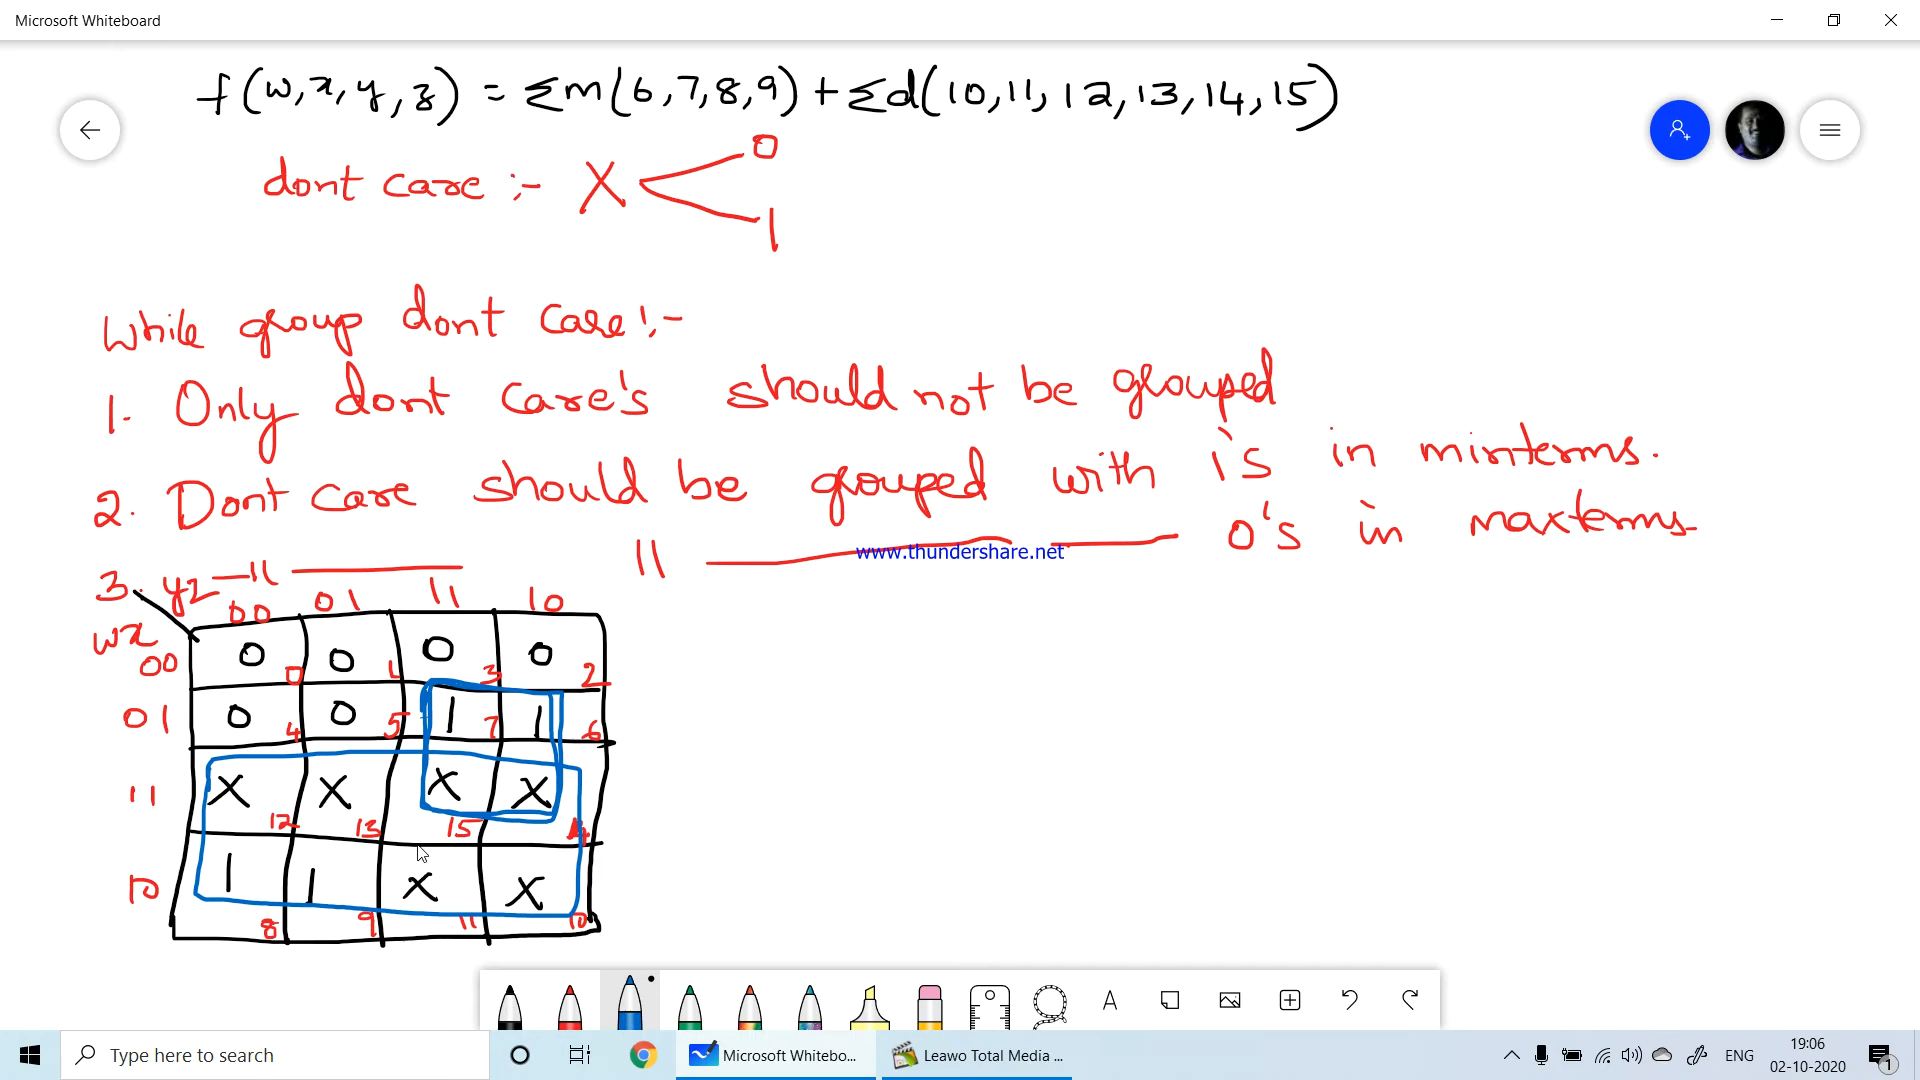 Microsoft Whiteboard
f(w,x,y,z) = Σm(6,7,8,9) + Σd(10,11,12,13,14,15)
dont care :- X 0
1
While group dont care :-
1. Only dont care's should not be grouped
2. Dont care should be grouped with 1's in minterms.
11 0's in maxterms.
www.thundershare.net
3. yz 11
00 01 11 10
wx
00 0 0 0 1 0 3 0 2
01 0 4 0 5 1 7 1 6
11 X 12 X 13 X 15 X 14
10 1 8 1 9 X 11 X 10
A
Type here to search
Microsoft Whitebo...
Leawo Total Media ...
ENG
19:06
02-10-2020
1